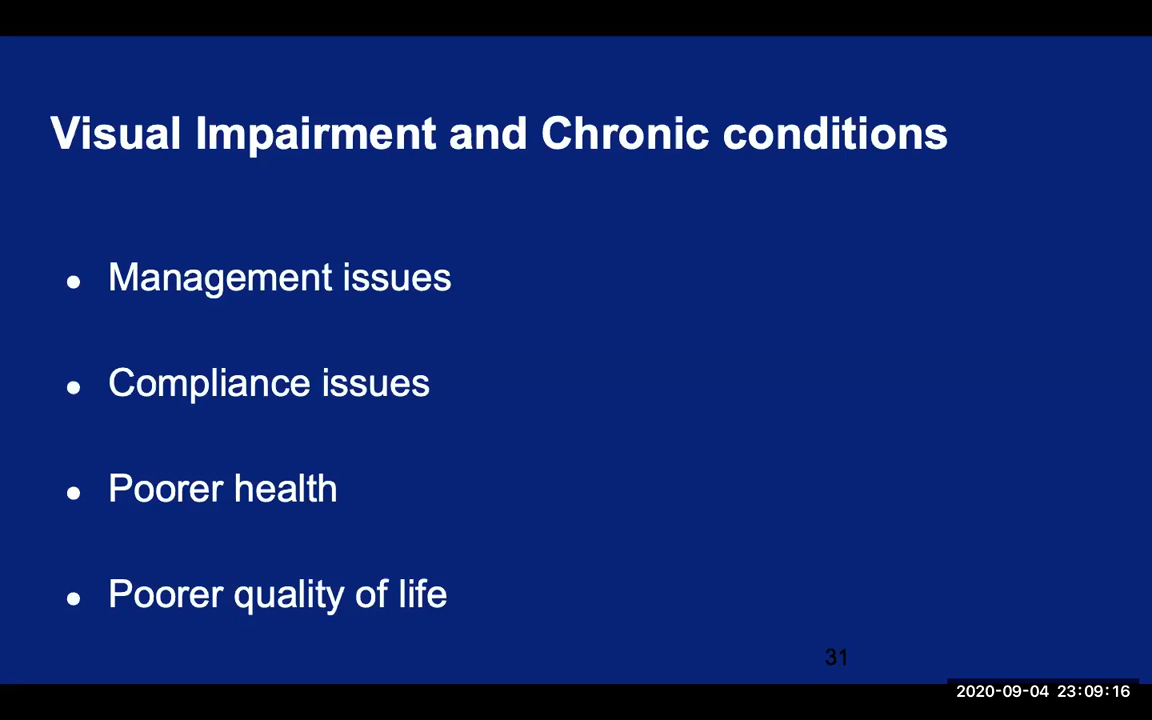 Visual Impairment and Chronic conditions
● Management issues
● Compliance issues
● Poorer health
● Poorer quality of life
31
2020-09-04 23:09:16